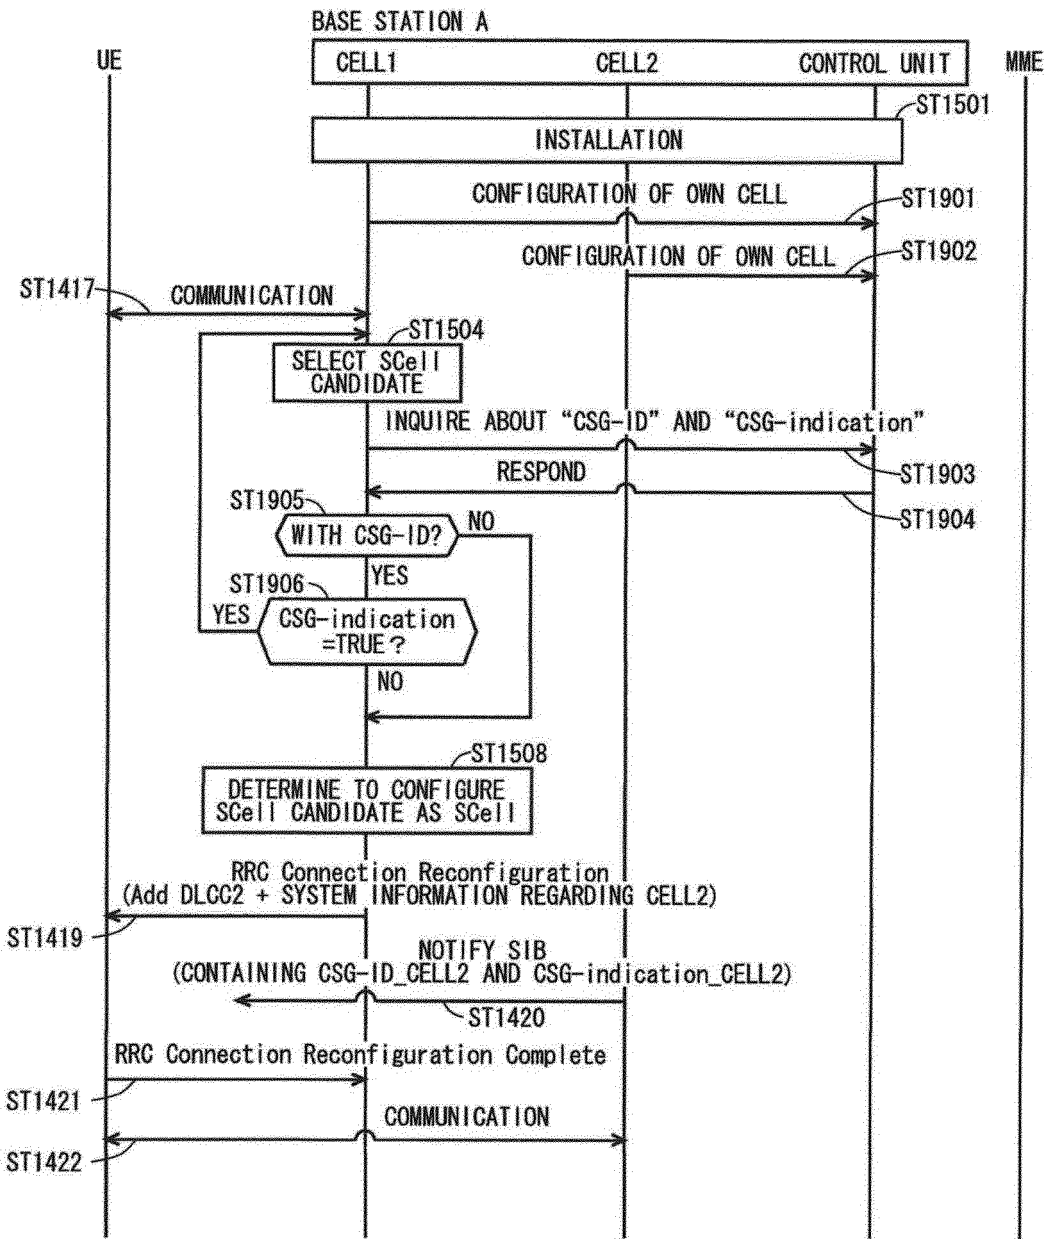 BASE STATION A
UE
CELL1
CELL2
CONTROL UNIT
MME
ST1501
INSTALLATION
CONFIGURATION OF OWN CELL
ST1901
CONFIGURATION OF OWN CELL
ST1902
ST1417
COMMUNICATION
ST1504
SELECT SCell
CANDIDATE
INQUIRE ABOUT “CSG-ID” AND “CSG-indication”
ST1903
RESPOND
ST1904
ST1905
WITH CSG-ID?
NO
YES
ST1906
YES
CSG-indication
=TRUE?
NO
ST1508
DETERMINE TO CONFIGURE
SCell CANDIDATE AS SCell
RRC Connection Reconfiguration
(Add DLCC2 + SYSTEM INFORMATION REGARDING CELL2)
ST1419
NOTIFY SIB
(CONTAINING CSG-ID_CELL2 AND CSG-indication_CELL2)
ST1420
RRC Connection Reconfiguration Complete
ST1421
COMMUNICATION
ST1422